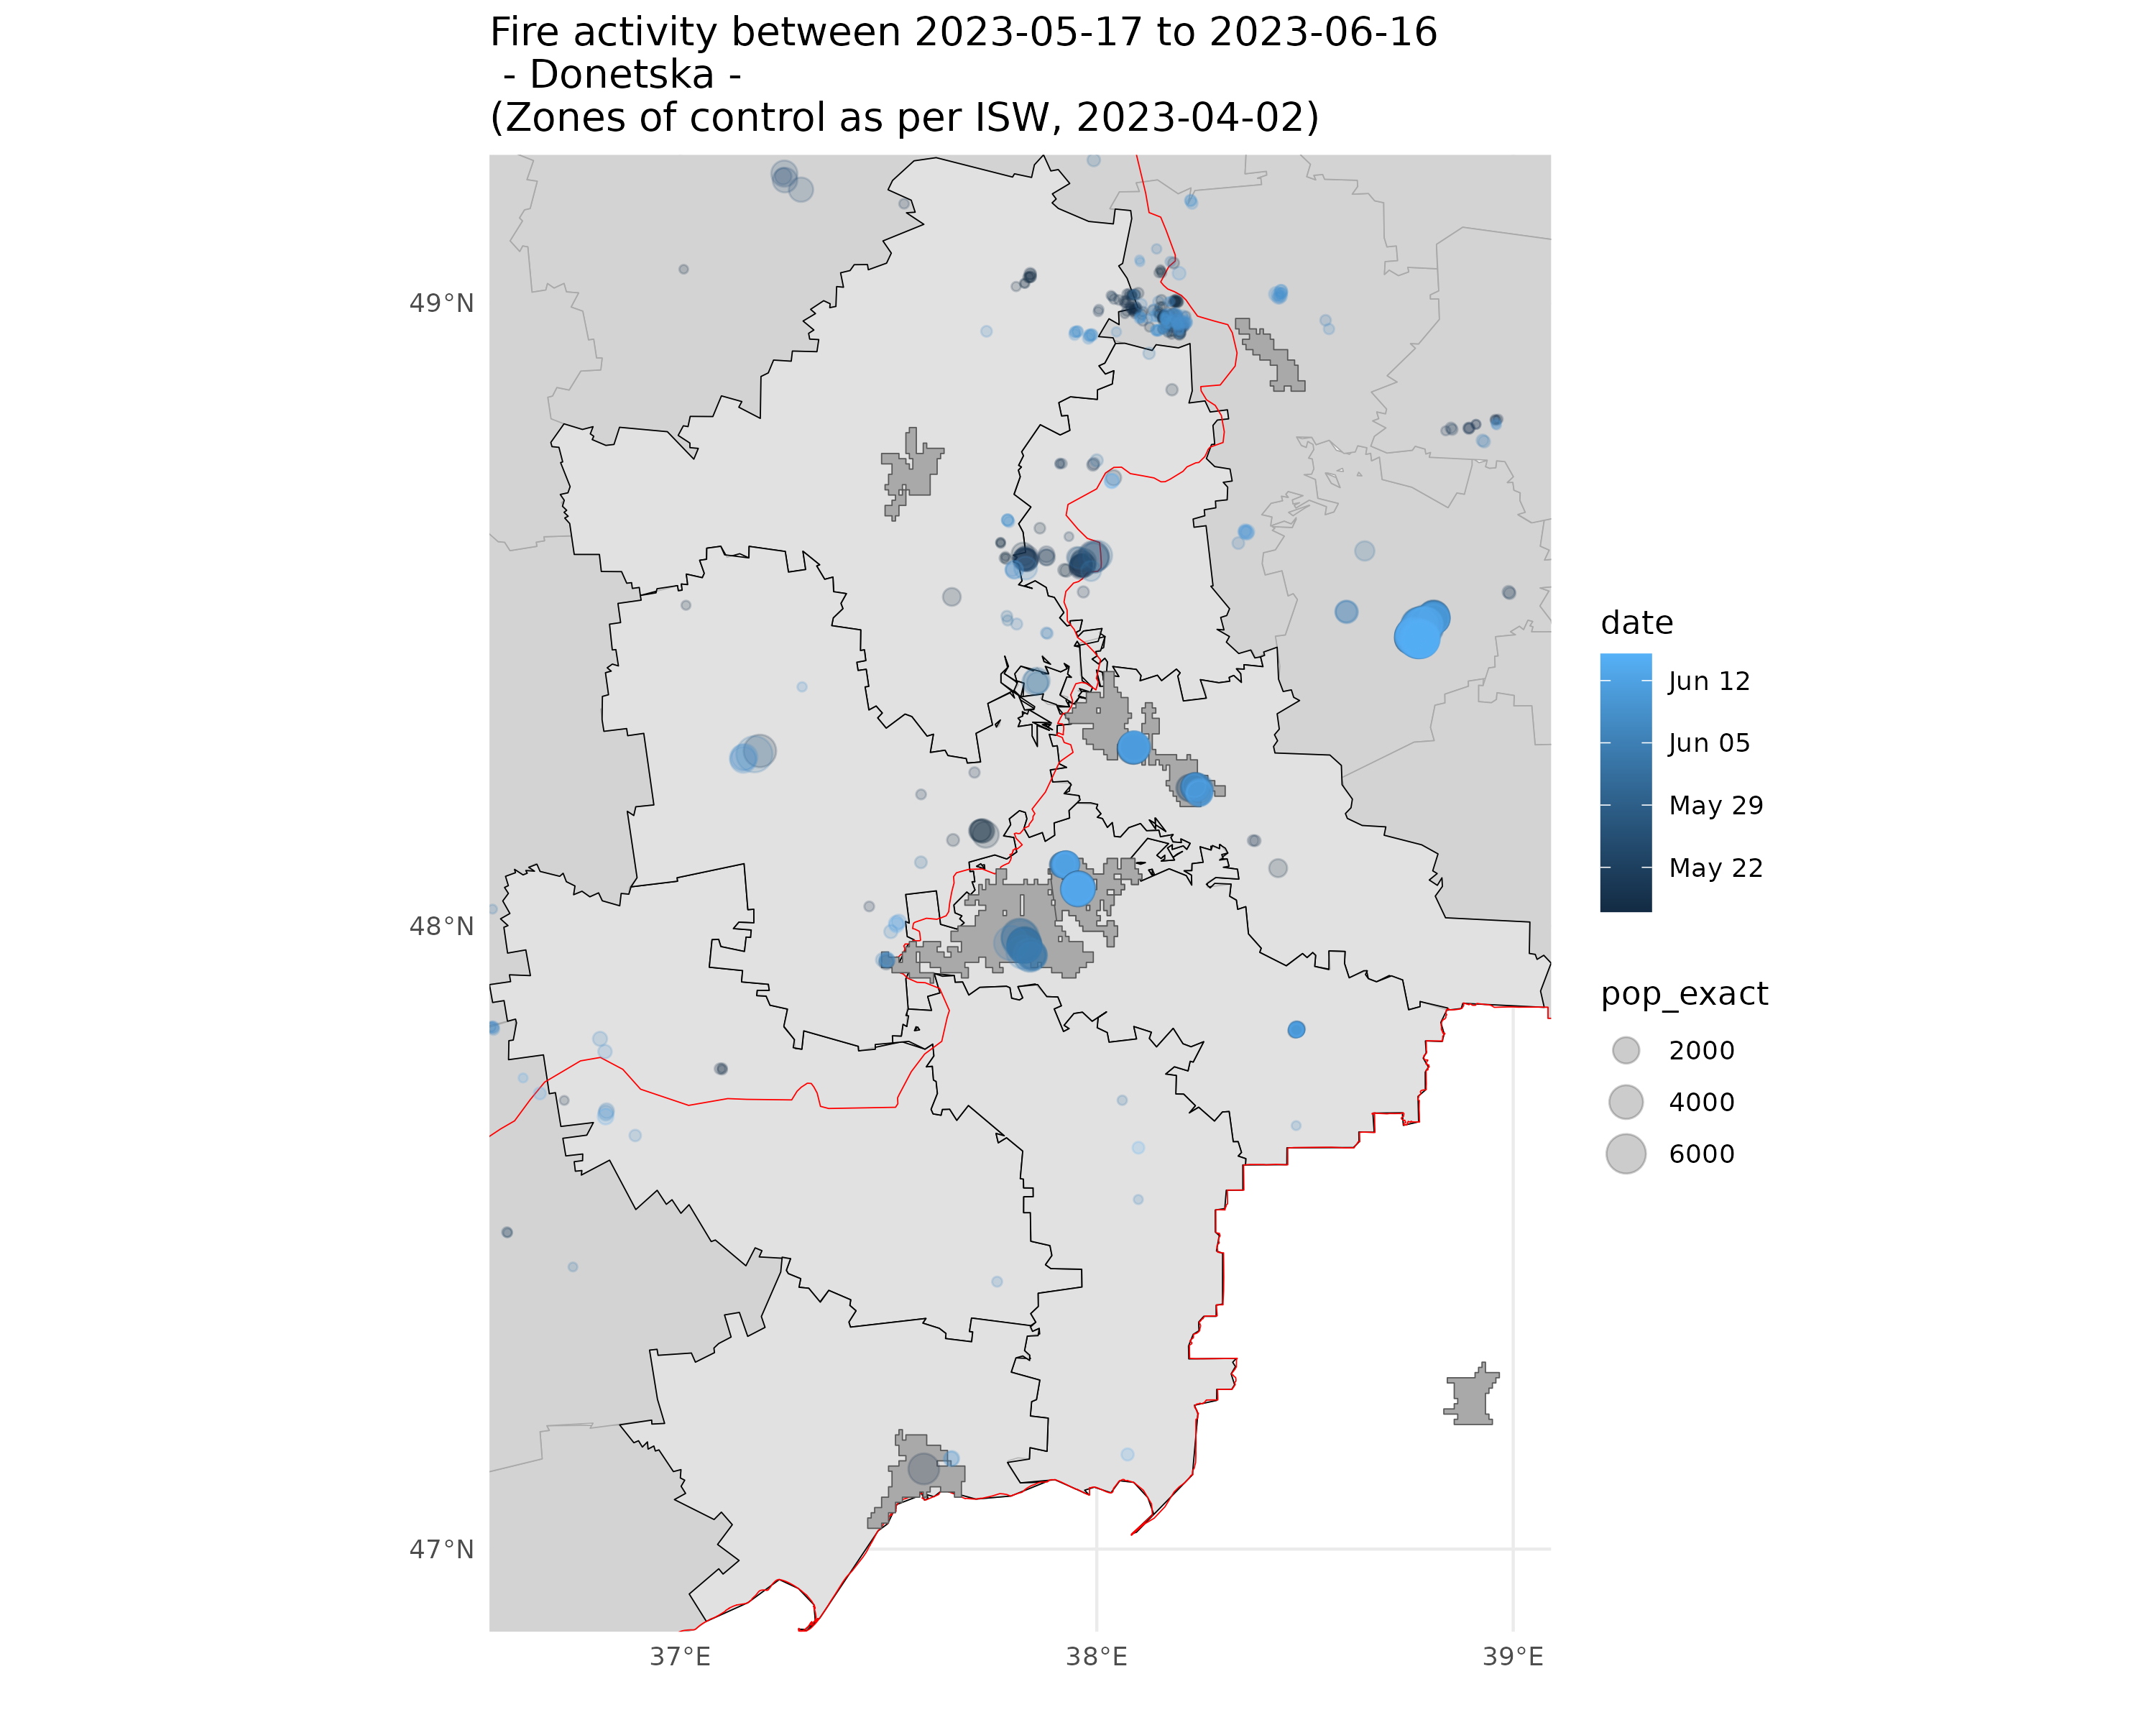 Fire activity between 2023-05-17 to 2023-06-16
- Donetska -
(Zones of control as per ISW, 2023-04-02)
49°N
48°N
47°N
37°E
38°E
39°E
date
Jun 12
Jun 05
May 29
May 22
pop_exact
2000
4000
6000